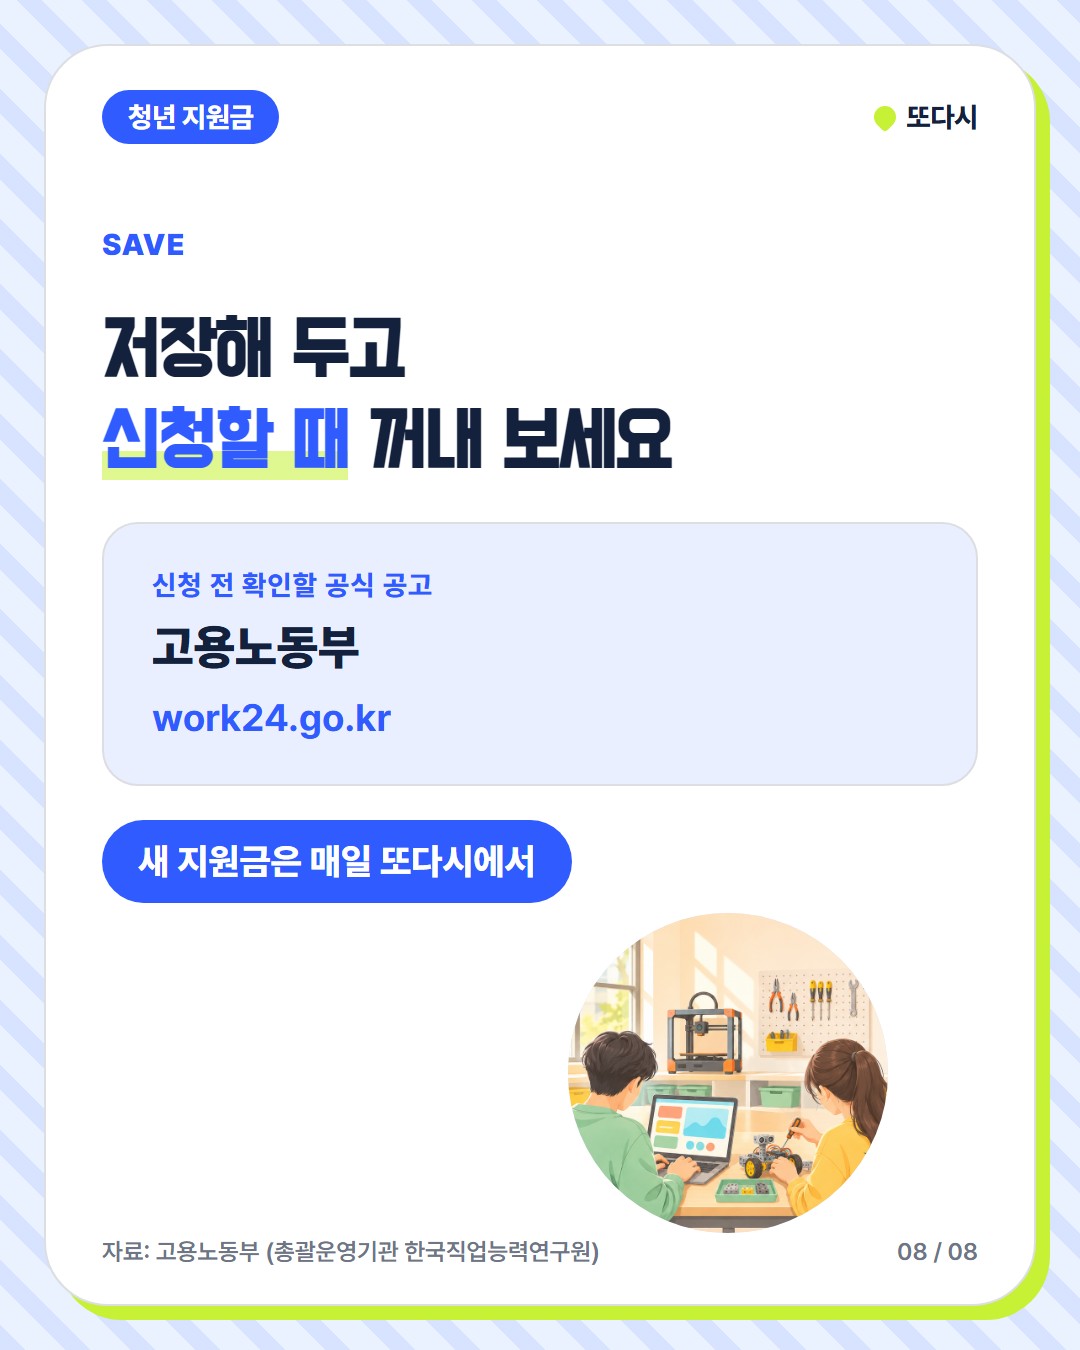 청년 지원금
또다시
SAVE
저장해 두고
신청할 때 꺼내 보세요
신청 전 확인할 공식 공고
고용노동부
work24.go.kr
새 지원금은 매일 또다시에서
자료: 고용노동부 (총괄운영기관 한국직업능력연구원)
08 / 08